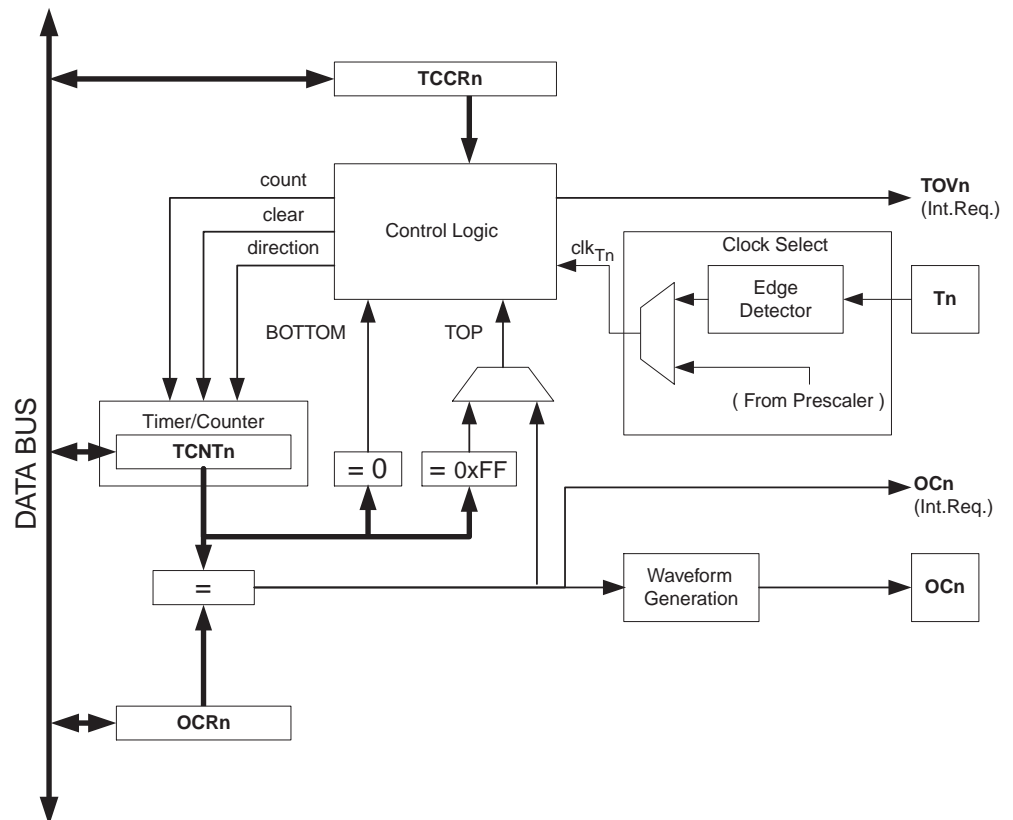 TCCRn
count
clear
direction
Control Logic
TOVn
(Int.Req.)
clkTn
Clock Select
Edge
Detector
Tn
( From Prescaler )
BOTTOM
TOP
Timer/Counter
TCNTn
= 0
= 0xFF
DATA BUS
OCn
(Int.Req.)
=
Waveform
Generation
OCn
OCRn